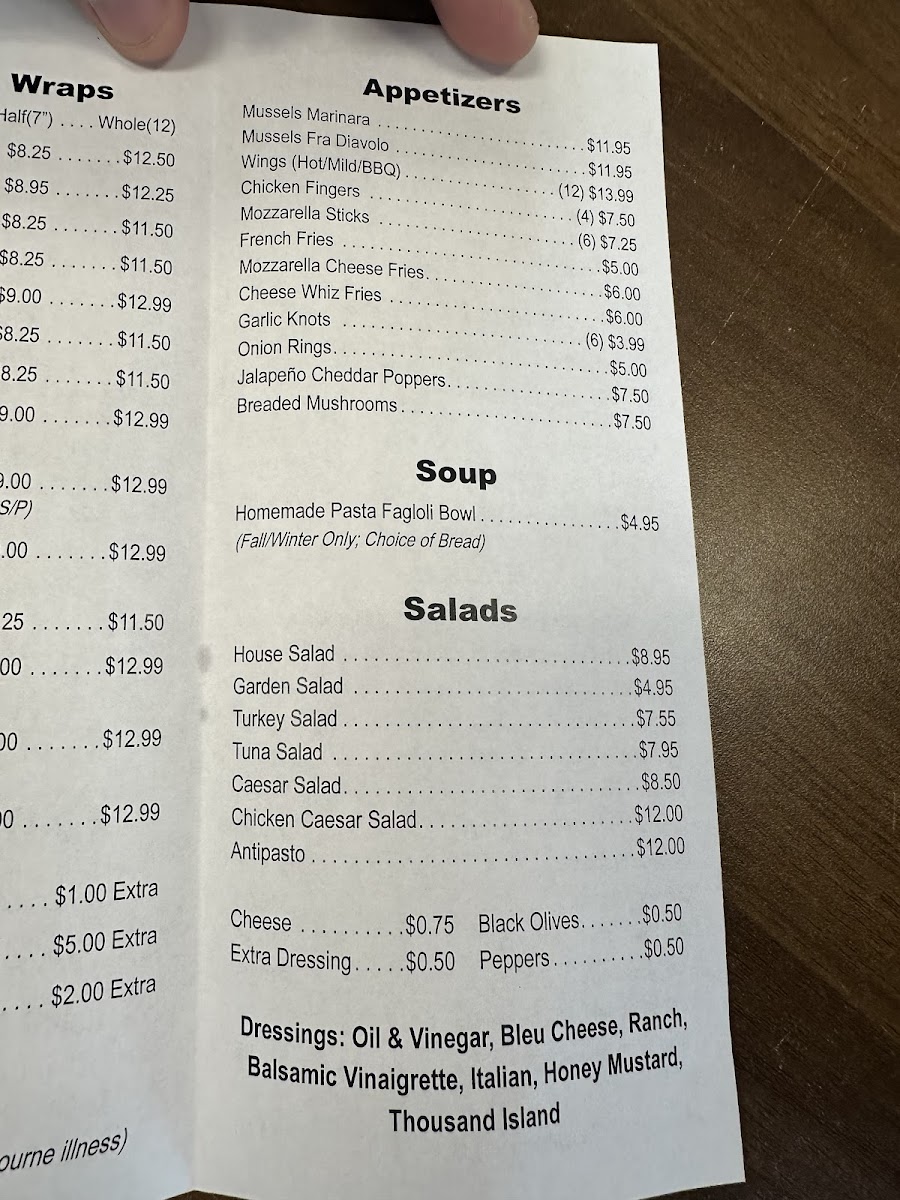 Wraps
Half(7") .... Whole(12)
$8.25 ....... $12.50
$8.95 ....... $12.25
$8.25 ....... $11.50
$8.25 ....... $11.50
$9.00 ....... $12.99
$8.25 ....... $11.50
8.25 ....... $11.50
9.00 ....... $12.99
9.00 ....... $12.99
S/P)
.00 ....... $12.99
25 ....... $11.50
00 ....... $12.99
00 ....... $12.99
00 ....... $12.99
.... $1.00 Extra
.... $5.00 Extra
.... $2.00 Extra
ourne illness)
Appetizers
Mussels Marinara ........ $11.95
Mussels Fra Diavolo ........ $11.95
Wings (Hot/Mild/BBQ) ........ (12) $13.99
Chicken Fingers ........ (4) $7.50
Mozzarella Sticks ........ (6) $7.25
French Fries ........ $5.00
Mozzarella Cheese Fries ........ $6.00
Cheese Whiz Fries ........ $6.00
Garlic Knots ........ (6) $3.99
Onion Rings ........ $5.00
Jalapeño Cheddar Poppers ........ $7.50
Breaded Mushrooms ........ $7.50
Soup
Homemade Pasta Fagloli Bowl ........ $4.95
(Fall/Winter Only; Choice of Bread)
Salads
House Salad ........ $8.95
Garden Salad ........ $4.95
Turkey Salad ........ $7.55
Tuna Salad ........ $7.95
Caesar Salad ........ $8.50
Chicken Caesar Salad ........ $12.00
Antipasto ........ $12.00
Cheese .......... $0.75 Black Olives ....... $0.50
Extra Dressing ..... $0.50 Peppers .......... $0.50
Dressings: Oil & Vinegar, Bleu Cheese, Ranch,
Balsamic Vinaigrette, Italian, Honey Mustard,
Thousand Island